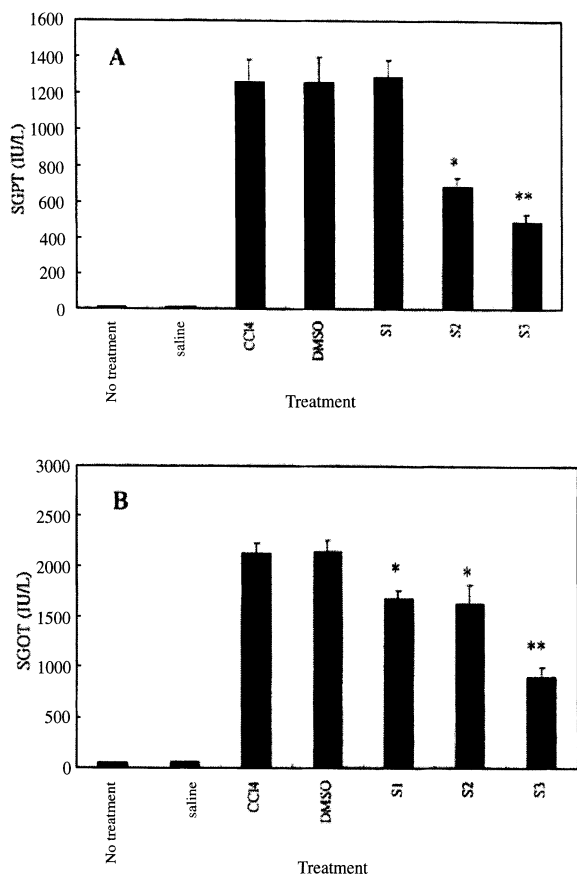 A
SGPT (IU/L)
1600
1400
1200
1000
800
600
400
200
0
*
**
No treatment
saline
CCl4
DMSO
S1
S2
S3
Treatment
B
SGOT (IU/L)
3000
2500
2000
1500
1000
500
0
*
*
**
No treatment
saline
CCl4
DMSO
S1
S2
S3
Treatment